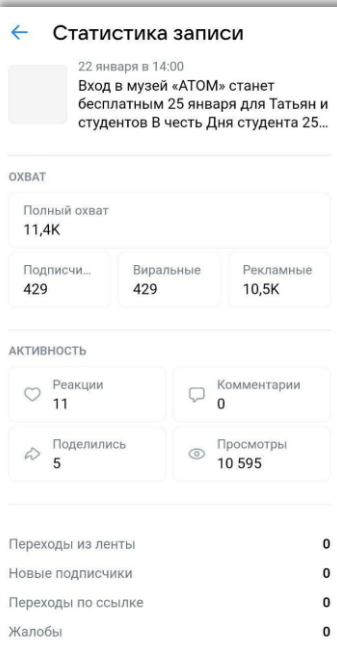 Статистика записи
22 января в 14:00
Вход в музей «АТОМ» станет
бесплатным 25 января для Татьян и
студентов В честь Дня студента 25...
ОХВАТ
Полный охват
11,4K
Подписчи...
429
Виральные
429
Рекламные
10,5K
АКТИВНОСТЬ
Реакции
11
Комментарии
0
Поделились
5
Просмотры
10 595
Переходы из ленты 0
Новые подписчики 0
Переходы по ссылке 0
Жалобы 0